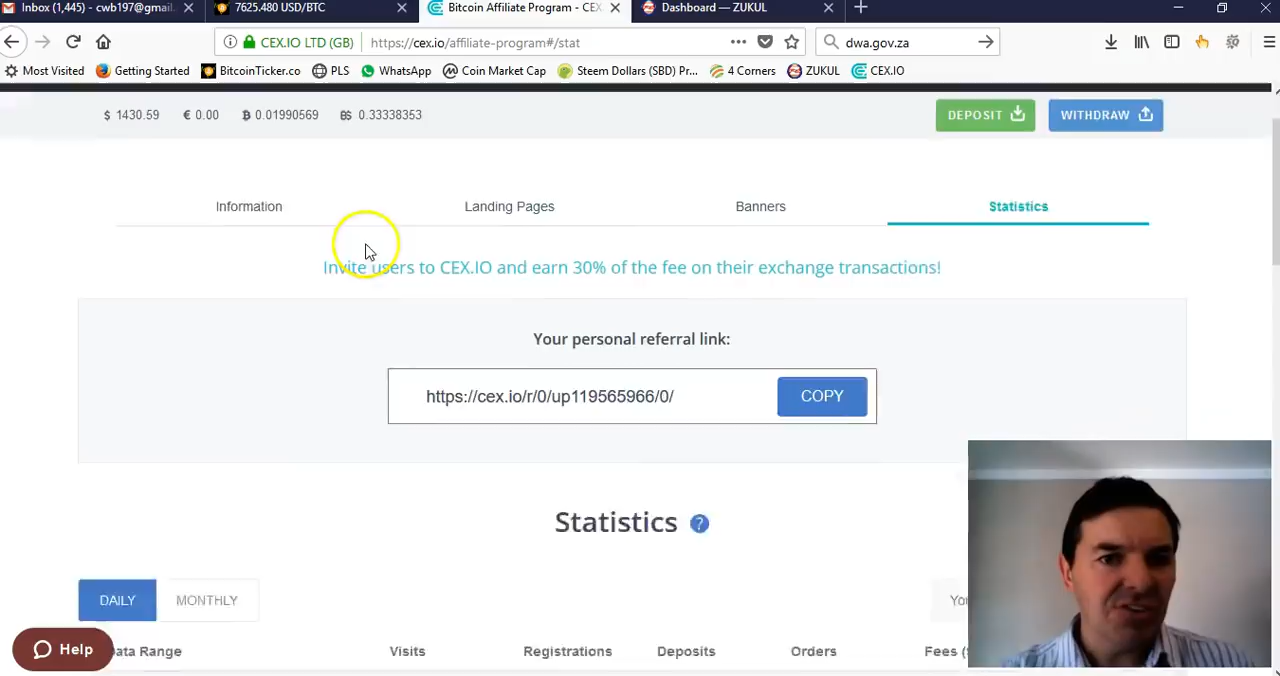 Inbox (1,445) - cwb197@gmail.
7625.480 USD/BTC
Bitcoin Affiliate Program - CEX.
Dashboard — ZUKUL
CEX.IO LTD (GB)
https://cex.io/affiliate-program#/stat
dwa.gov.za
Most Visited
Getting Started
BitcoinTicker.co
PLS
WhatsApp
Coin Market Cap
Steem Dollars (SBD) Pr...
4 Corners
ZUKUL
CEX.IO
$ 1430.59
€ 0.00
₿ 0.01990569
0.33338353
DEPOSIT
WITHDRAW
Information
Landing Pages
Banners
Statistics
Invite users to CEX.IO and earn 30% of the fee on their exchange transactions!
Your personal referral link:
https://cex.io/r/0/up119565966/0/
COPY
Statistics ?
DAILY
MONTHLY
Help
Data Range
Visits
Registrations
Deposits
Orders
Fees (